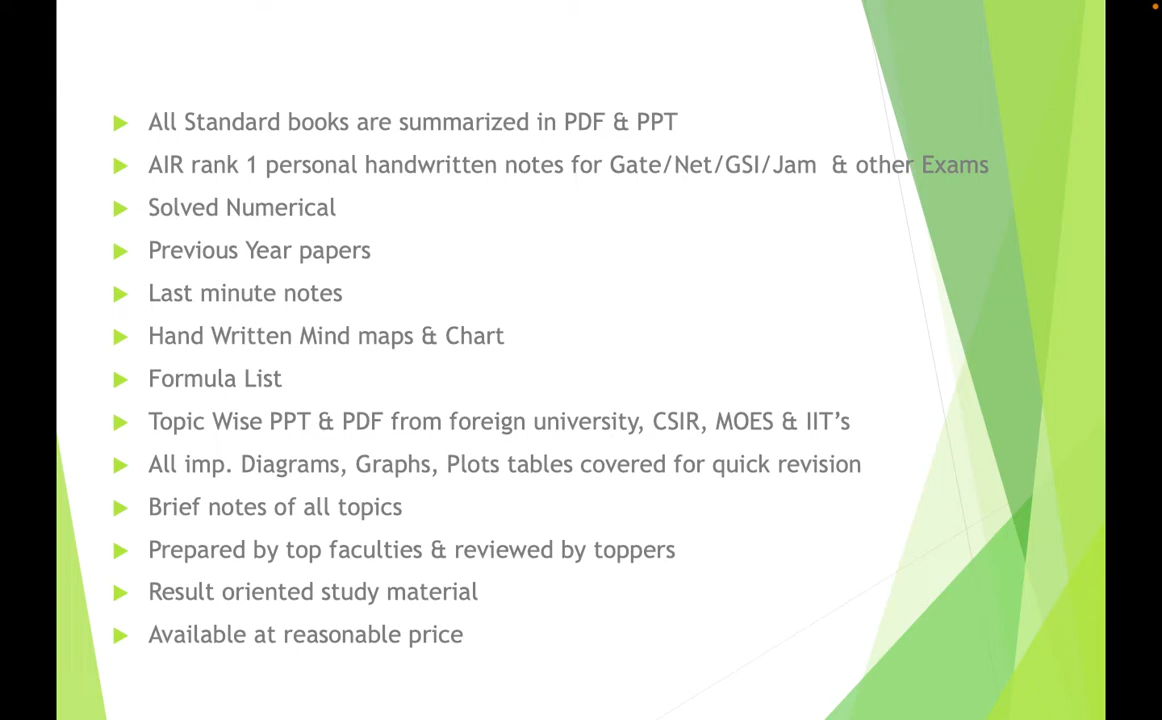 All Standard books are summarized in PDF & PPT
AIR rank 1 personal handwritten notes for Gate/Net/GSI/Jam & other Exams
Solved Numerical
Previous Year papers
Last minute notes
Hand Written Mind maps & Chart
Formula List
Topic Wise PPT & PDF from foreign university, CSIR, MOES & IIT’s
All imp. Diagrams, Graphs, Plots tables covered for quick revision
Brief notes of all topics
Prepared by top faculties & reviewed by toppers
Result oriented study material
Available at reasonable price